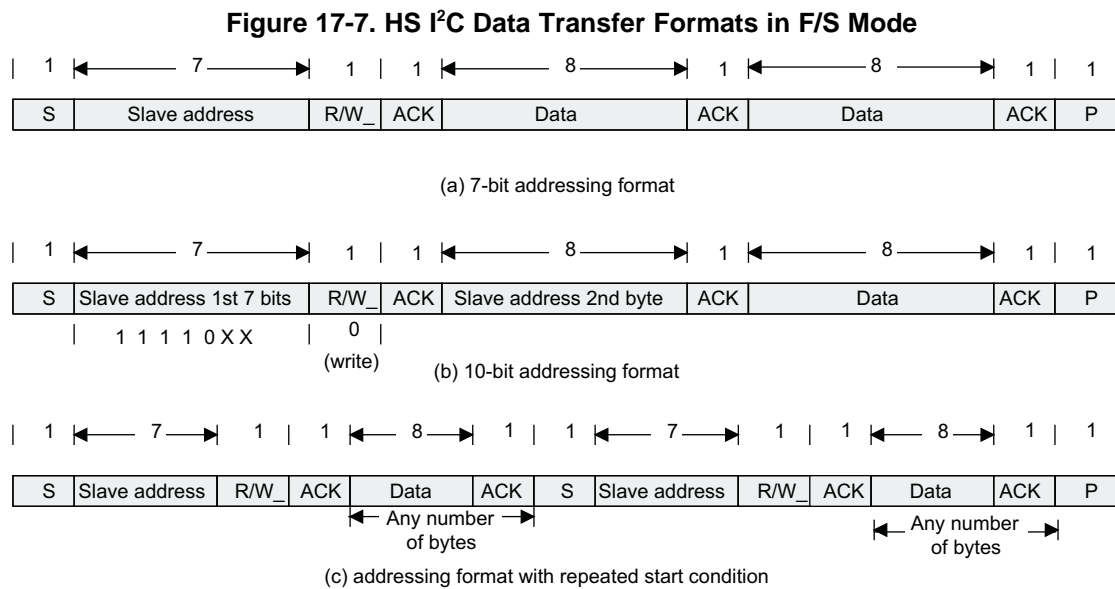 Figure 17-7. HS I²C Data Transfer Formats in F/S Mode
1 7 1 1 8 1 8 1 1
S Slave address R/W_ ACK Data ACK Data ACK P
(a) 7-bit addressing format
1 7 1 1 8 1 8 1 1
S Slave address 1st 7 bits R/W_ ACK Slave address 2nd byte ACK Data ACK P
1 1 1 1 0 X X 0
(write)
(b) 10-bit addressing format
1 7 1 1 8 1 1 7 1 1 8 1 1
S Slave address R/W_ ACK Data ACK S Slave address R/W_ ACK Data ACK P
Any number Any number
of bytes of bytes
(c) addressing format with repeated start condition